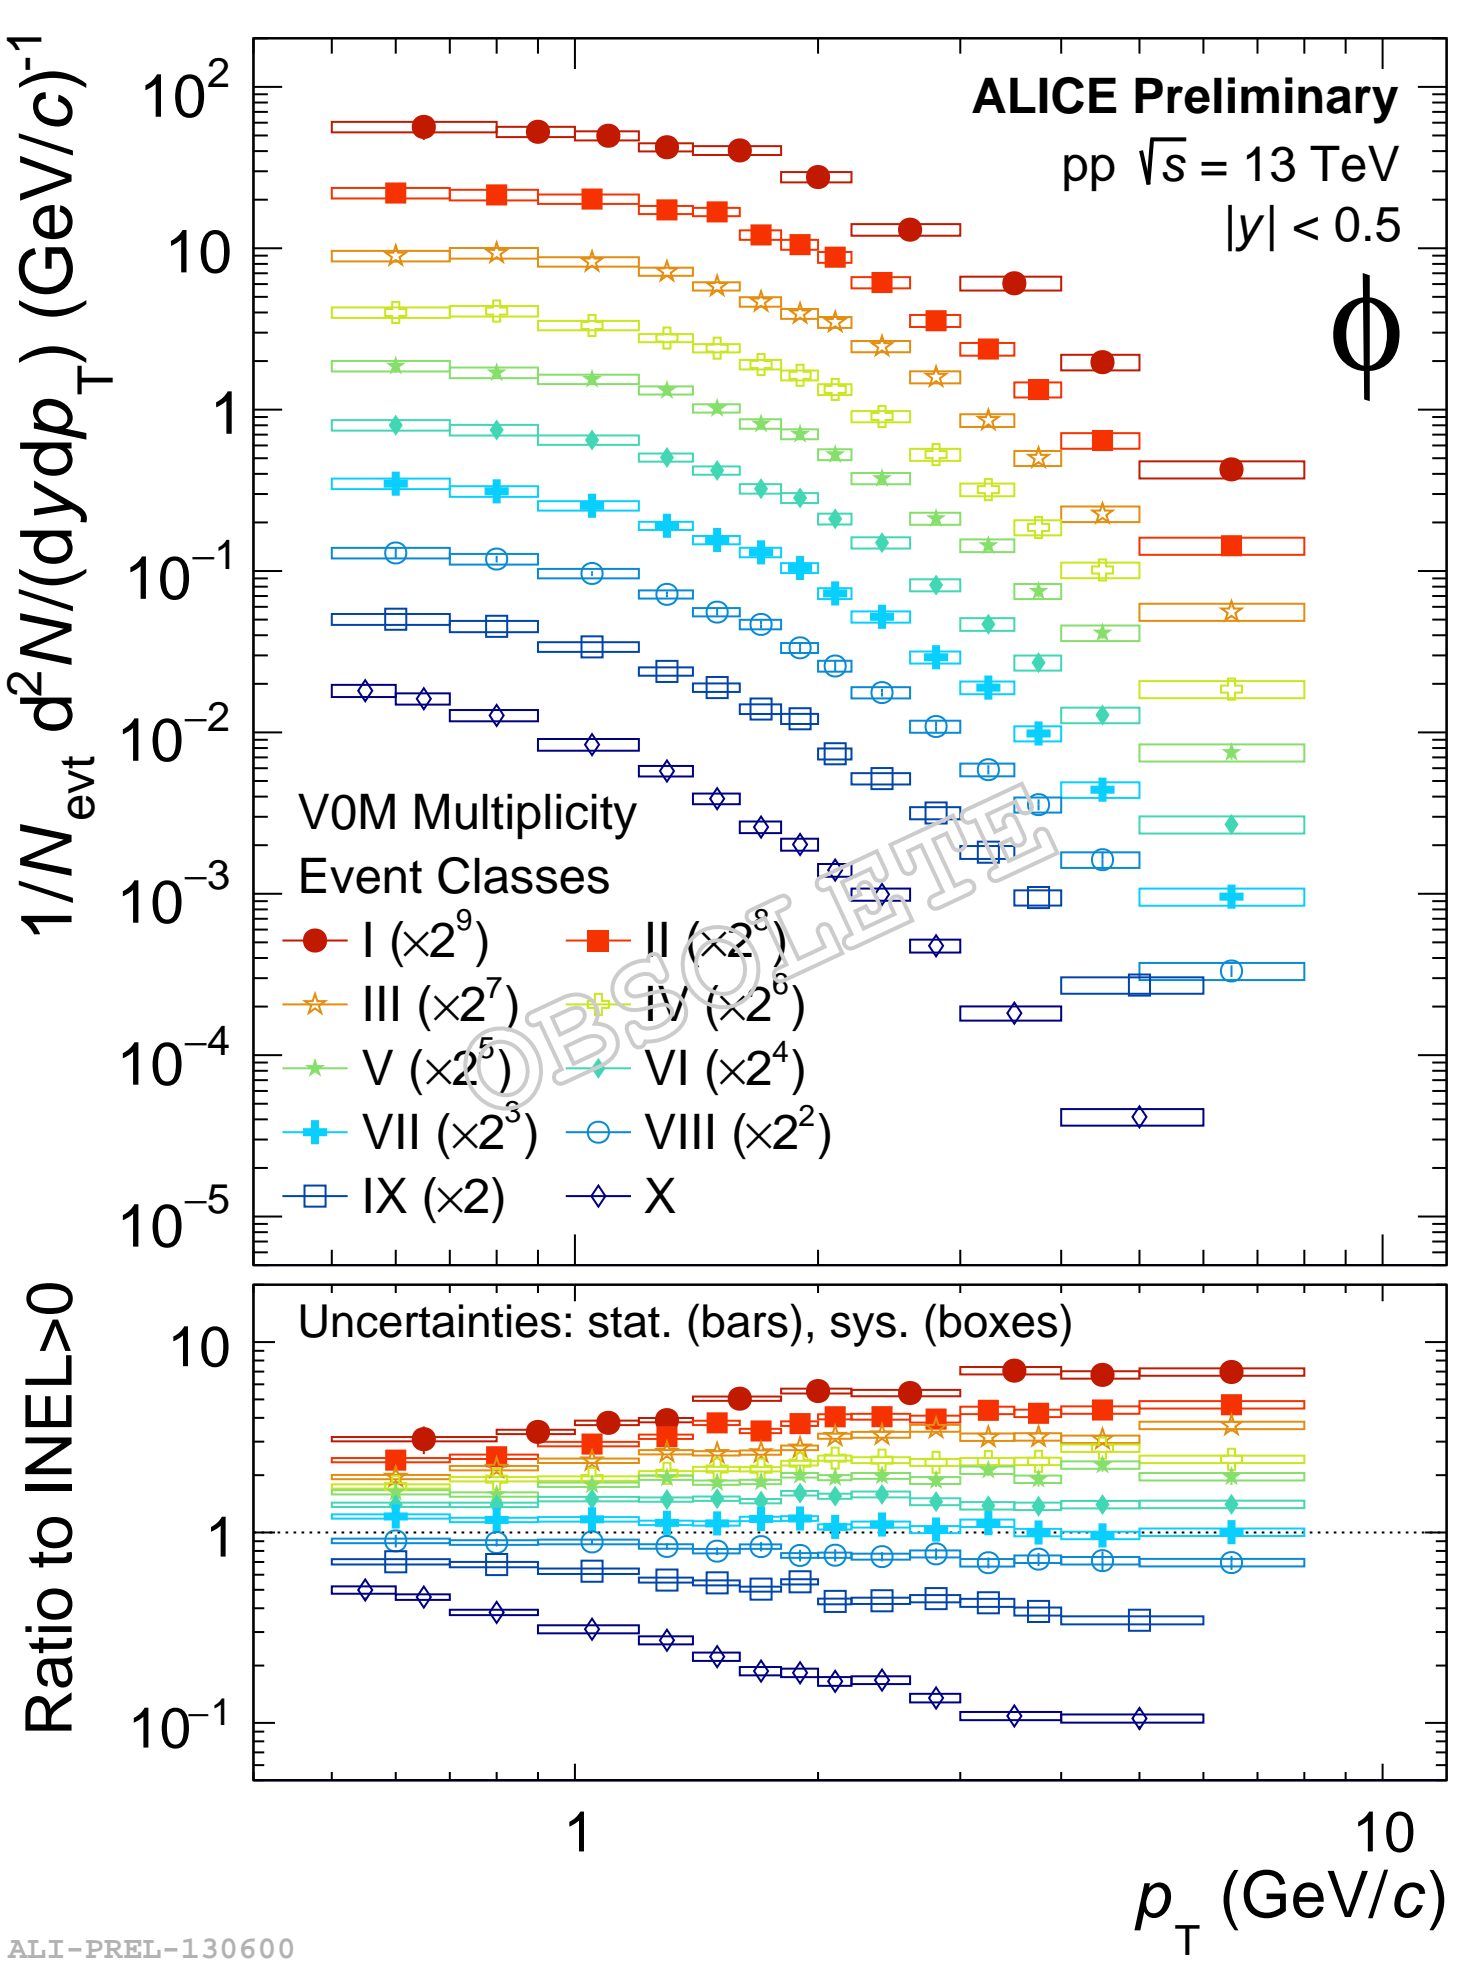 1/N_evt d²N/(dydp_T) (GeV/c)⁻¹
10²
10
1
10⁻¹
10⁻²
10⁻³
10⁻⁴
10⁻⁵
ALICE Preliminary
pp √s = 13 TeV
|y| < 0.5
ϕ
V0M Multiplicity
Event Classes
I (×2⁹) II (×2⁸)
III (×2⁷) IV (×2⁶)
V (×2⁵) VI (×2⁴)
VII (×2³) VIII (×2²)
IX (×2) X
OBSOLETE
Ratio to INEL>0
Uncertainties: stat. (bars), sys. (boxes)
10
1
10⁻¹
1 10
p_T (GeV/c)
ALI-PREL-130600